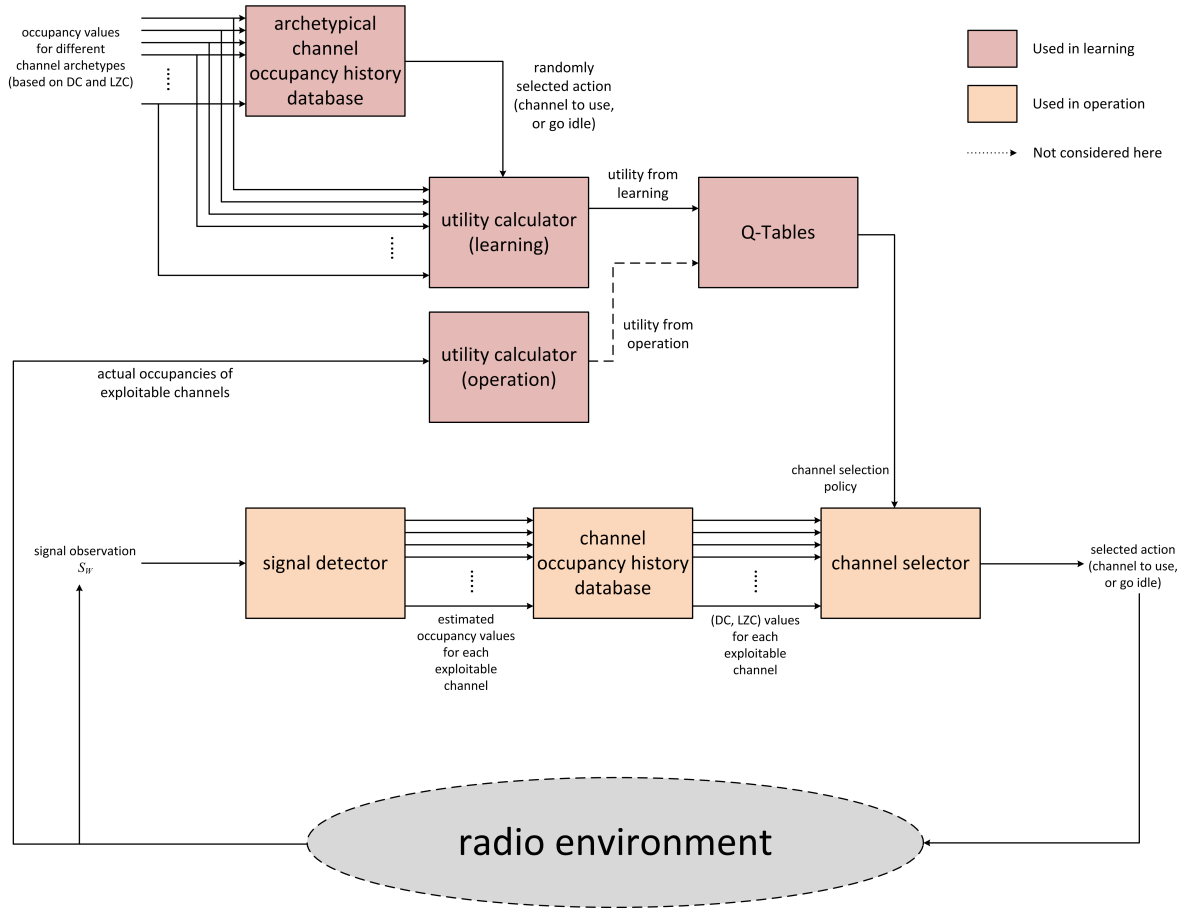 occupancy values
for different
channel archetypes
(based on DC and LZC)
archetypical
channel
occupancy history
database
randomly
selected action
(channel to use,
or go idle)
Used in learning
Used in operation
Not considered here
utility calculator
(learning)
utility from
learning
Q-Tables
utility calculator
(operation)
utility from
operation
actual occupancies of
exploitable channels
channel selection
policy
signal observation
S_W
signal detector
estimated
occupancy values
for each
exploitable
channel
channel
occupancy history
database
(DC, LZC) values
for each
exploitable
channel
channel selector
selected action
(channel to use,
or go idle)
radio environment